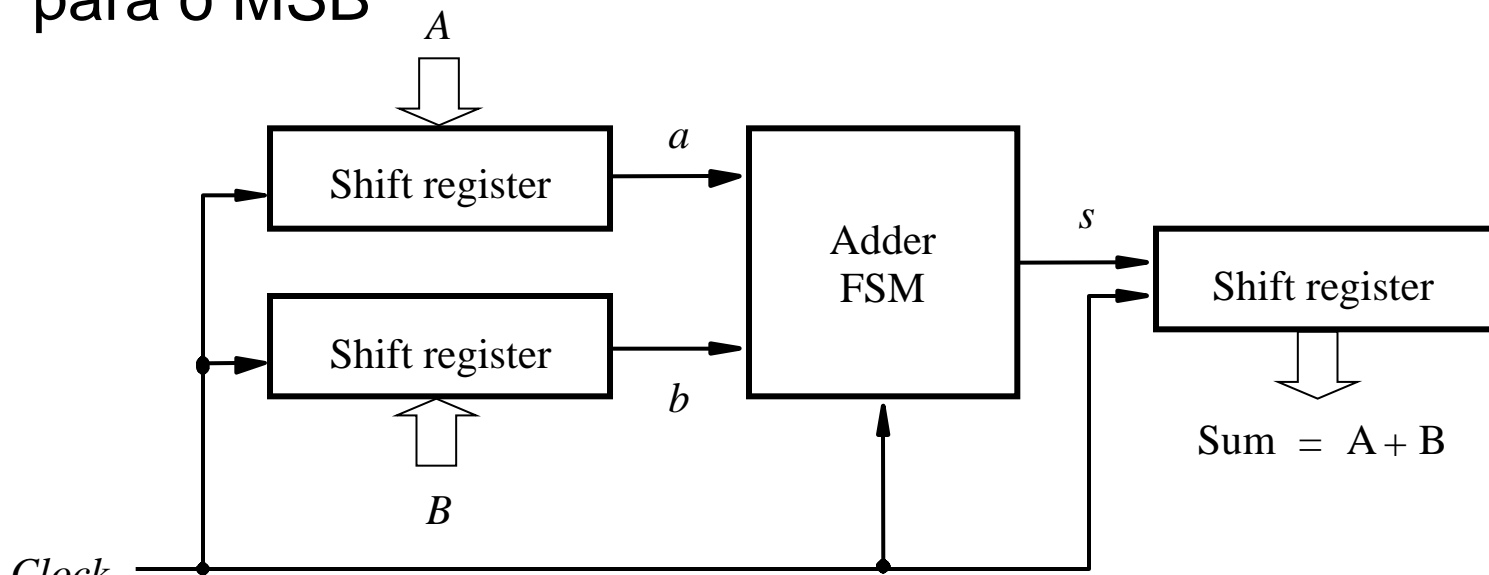 para o MSB
A
Shift register
a
Adder
FSM
s
Shift register
Shift register
b
Sum = A + B
B
Clock